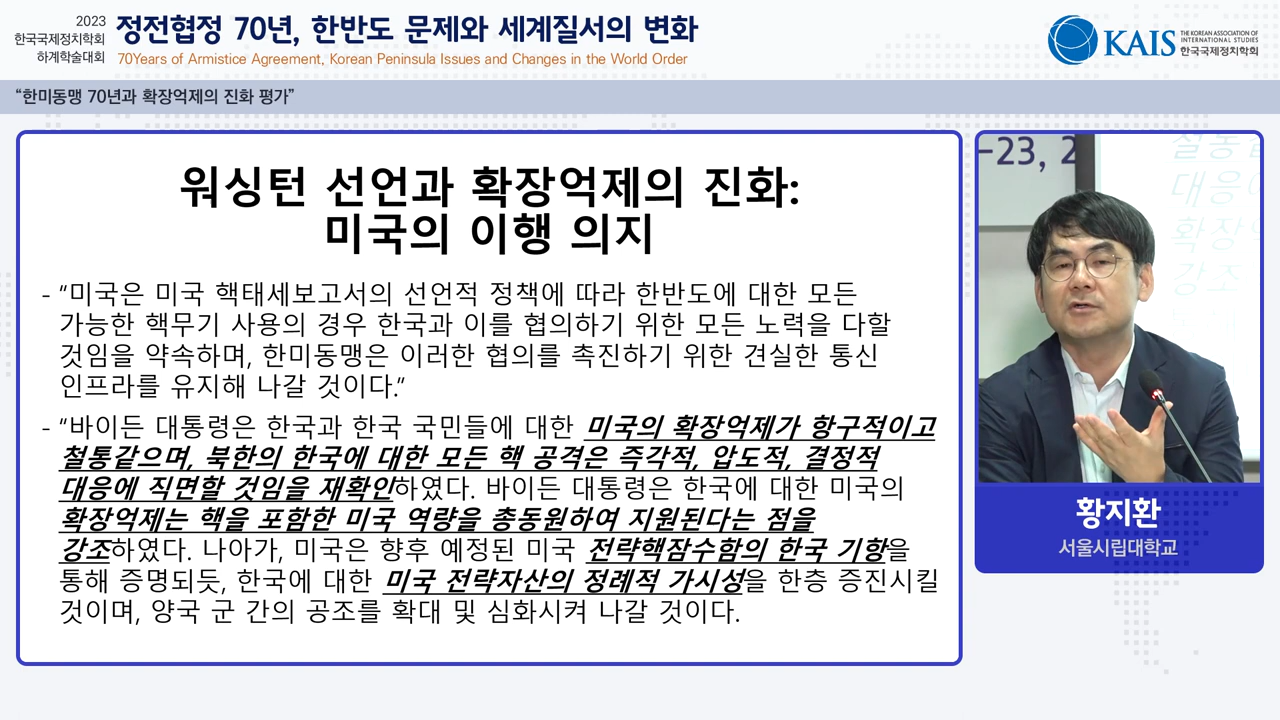 2023
한국국제정치학회
하계학술대회
정전협정 70년, 한반도 문제와 세계질서의 변화
70Years of Armistice Agreement, Korean Peninsula Issues and Changes in the World Order
KAIS
THE KOREAN ASSOCIATION OF
INTERNATIONAL STUDIES
한국국제정치학회
“한미동맹 70년과 확장억제의 진화 평가”
워싱턴 선언과 확장억제의 진화:
미국의 이행 의지
- “미국은 미국 핵태세보고서의 선언적 정책에 따라 한반도에 대한 모든
가능한 핵무기 사용의 경우 한국과 이를 협의하기 위한 모든 노력을 다할
것임을 약속하며, 한미동맹은 이러한 협의를 촉진하기 위한 견실한 통신
인프라를 유지해 나갈 것이다.”
- “바이든 대통령은 한국과 한국 국민들에 대한 미국의 확장억제가 항구적이고
철통같으며, 북한의 한국에 대한 모든 핵 공격은 즉각적, 압도적, 결정적
대응에 직면할 것임을 재확인하였다. 바이든 대통령은 한국에 대한 미국의
확장억제는 핵을 포함한 미국 역량을 총동원하여 지원된다는 점을
강조하였다. 나아가, 미국은 향후 예정된 미국 전략핵잠수함의 한국 기항을
통해 증명되듯, 한국에 대한 미국 전략자산의 정례적 가시성을 한층 증진시킬
것이며, 양국 군 간의 공조를 확대 및 심화시켜 나갈 것이다.
-23, 2
대응
확장
강조
황지환
서울시립대학교